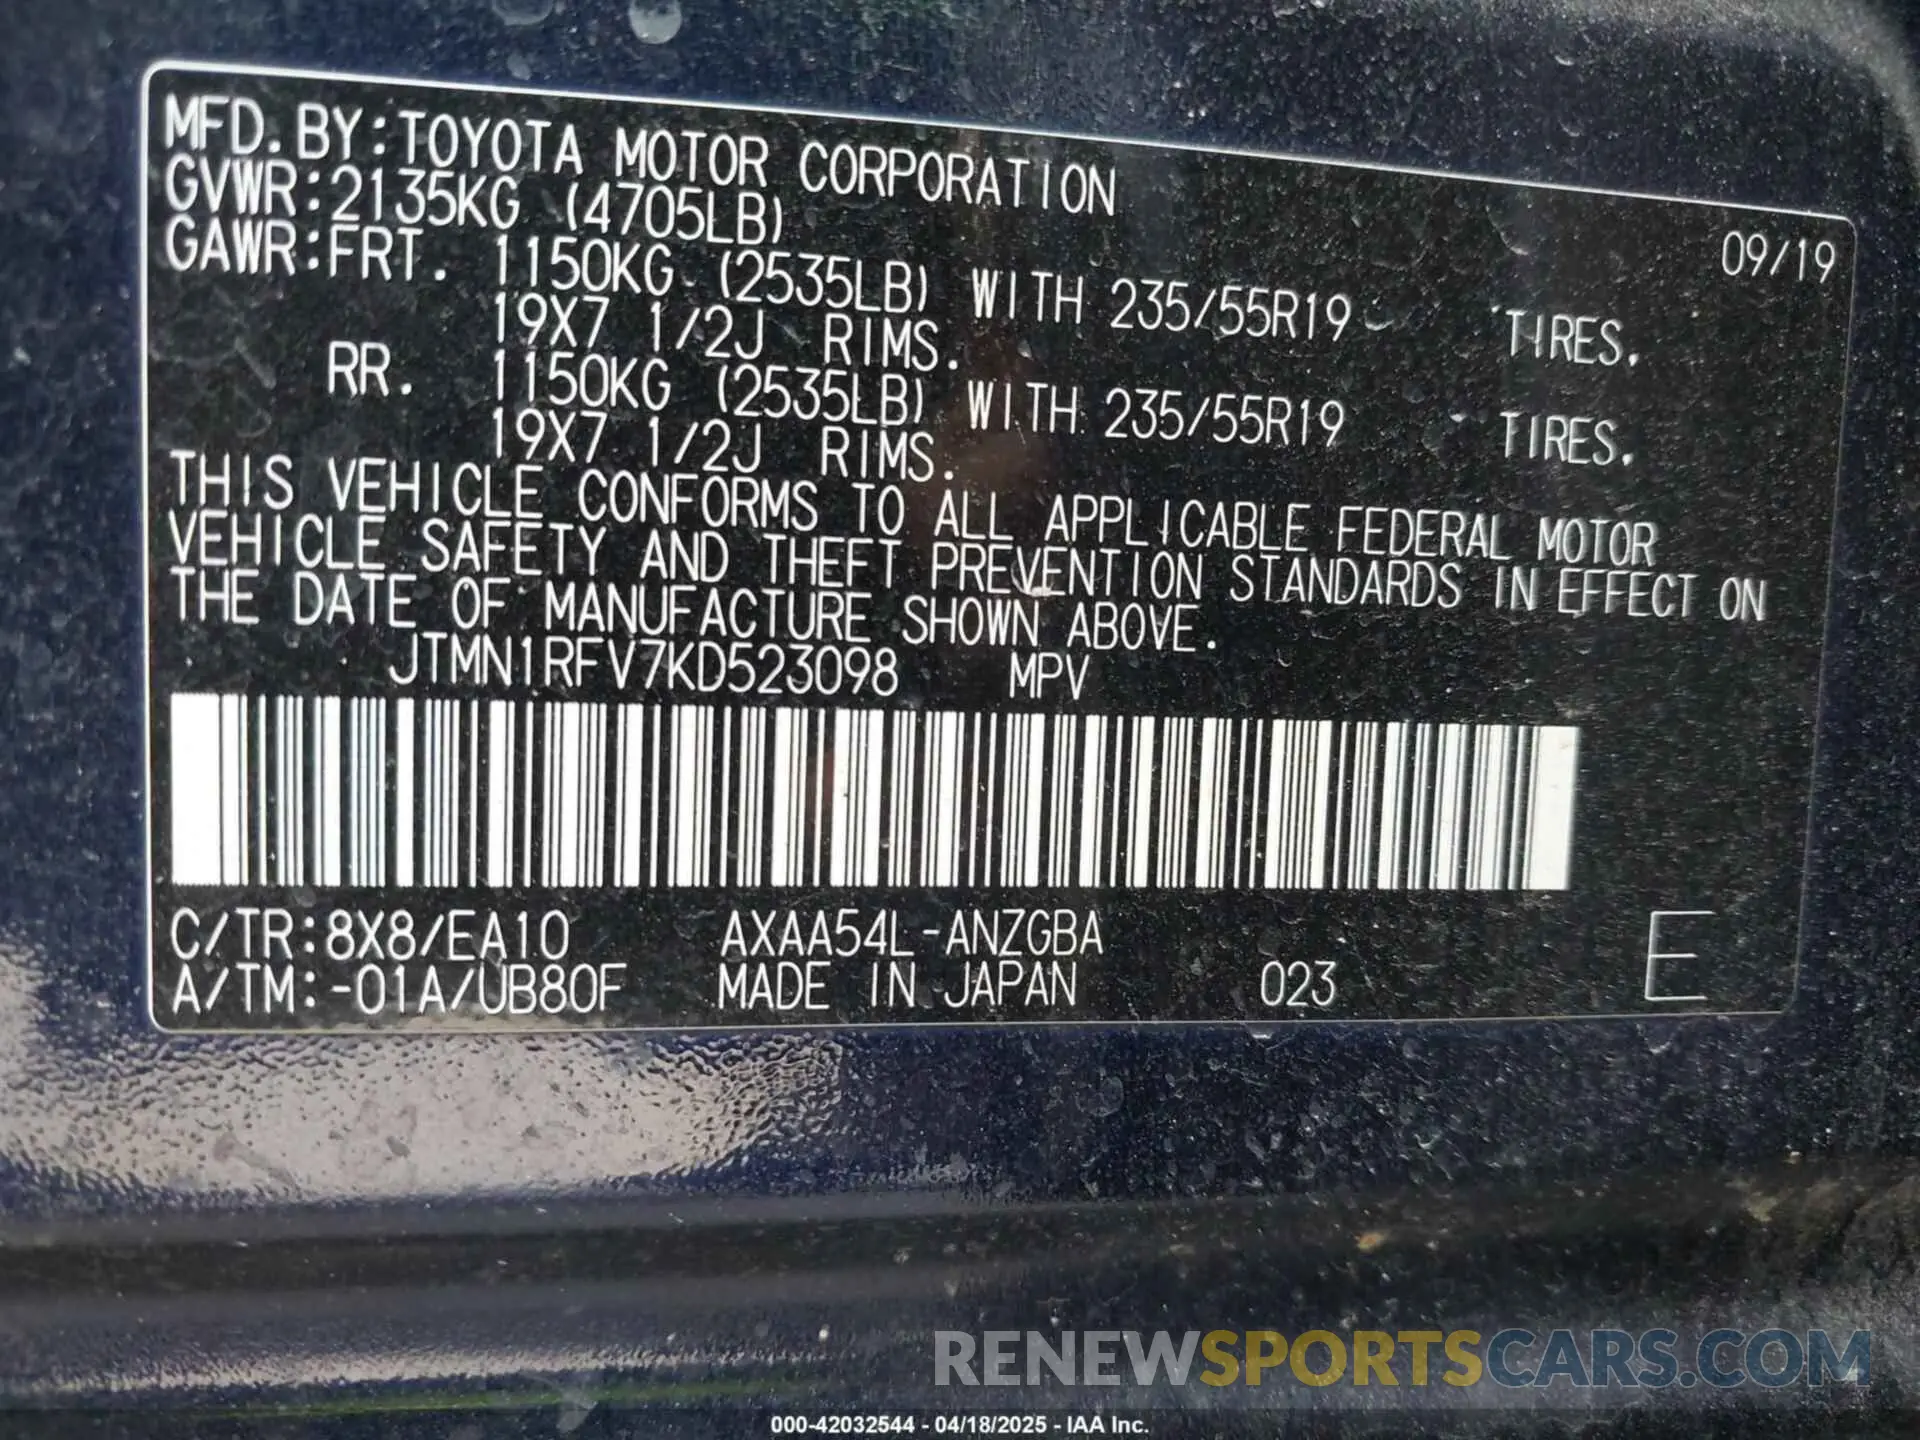 MFD. BY: TOYOTA MOTOR CORPORATION 09/19
GVWR: 2135KG (4705LB)
GAWR: FRT. 1150KG (2535LB) WITH 235/55R19 TIRES.
19X7 1/2J RIMS.
RR. 1150KG (2535LB) WITH 235/55R19 TIRES.
19X7 1/2J RIMS.
THIS VEHICLE CONFORMS TO ALL APPLICABLE FEDERAL MOTOR
VEHICLE SAFETY AND THEFT PREVENTION STANDARDS IN EFFECT ON
THE DATE OF MANUFACTURE SHOWN ABOVE.
JTMN1RFV7KD523098 MPV
C/TR: 8X8/EA10 AXAA54L-ANZGBA E
A/TM: -01A/UB80F MADE IN JAPAN 023
RENEWSPORTSCARS.COM
000-42032544 - 04/18/2025 - IAA Inc.